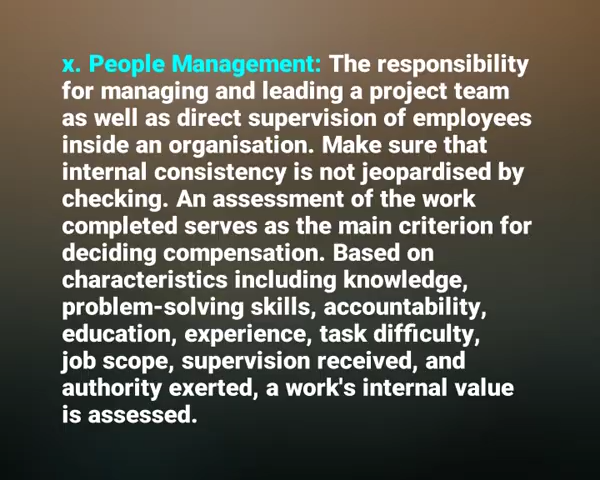 x. People Management: The responsibility
for managing and leading a project team
as well as direct supervision of employees
inside an organisation. Make sure that
internal consistency is not jeopardised by
checking. An assessment of the work
completed serves as the main criterion for
deciding compensation. Based on
characteristics including knowledge,
problem-solving skills, accountability,
education, experience, task difficulty,
job scope, supervision received, and
authority exerted, a work's internal value
is assessed.